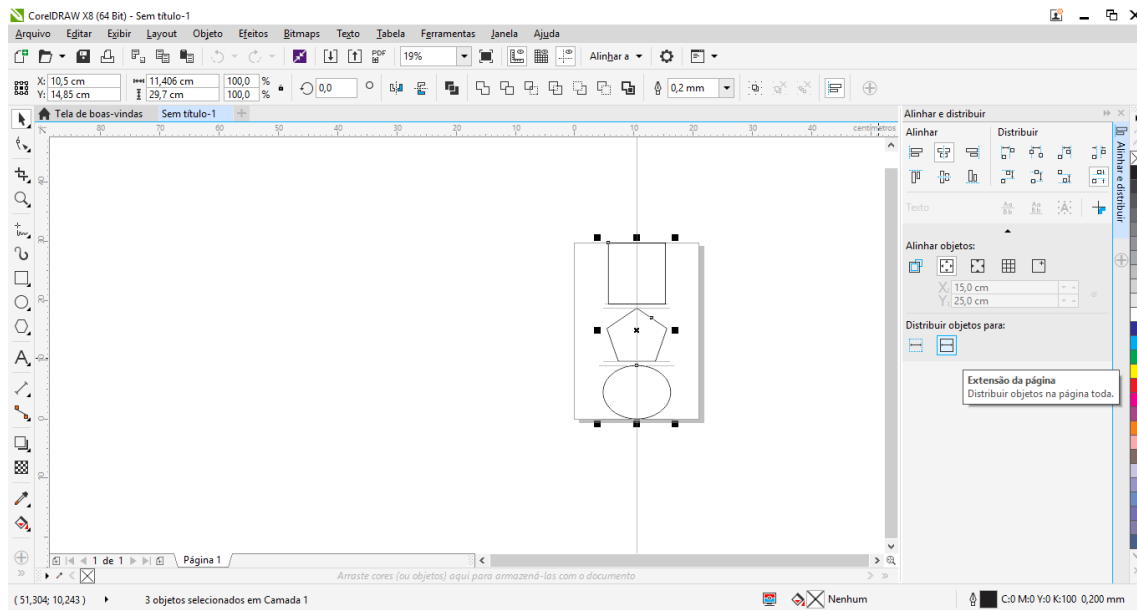 CorelDRAW X8 (64 Bit) - Sem título-1
Arquivo Editar Exibir Layout Objeto Efeitos Bitmaps Texto Tabela Ferramentas Janela Ajuda
PDF 19% Alinhar a
X: 10,5 cm 11,406 cm 100,0 % 0,0 0,2 mm
Y: 14,85 cm 29,7 cm 100,0 %
Tela de boas-vindas Sem título-1
80 70 60 50 40 30 20 10 0 10 20 30 40 centímetros
Alinhar e distribuir
Alinhar Distribuir
Alinhar e distribuir
Texto
Alinhar objetos:
X: 15,0 cm
Y: 25,0 cm
Distribuir objetos para:
Extensão da página
Distribuir objetos na página toda.
1 de 1 Página 1
Arraste cores (ou objetos) aqui para armazená-las com o documento
( 51,304; 10,243 ) 3 objetos selecionados em Camada 1 Nenhum C:0 M:0 Y:0 K:100 0,200 mm